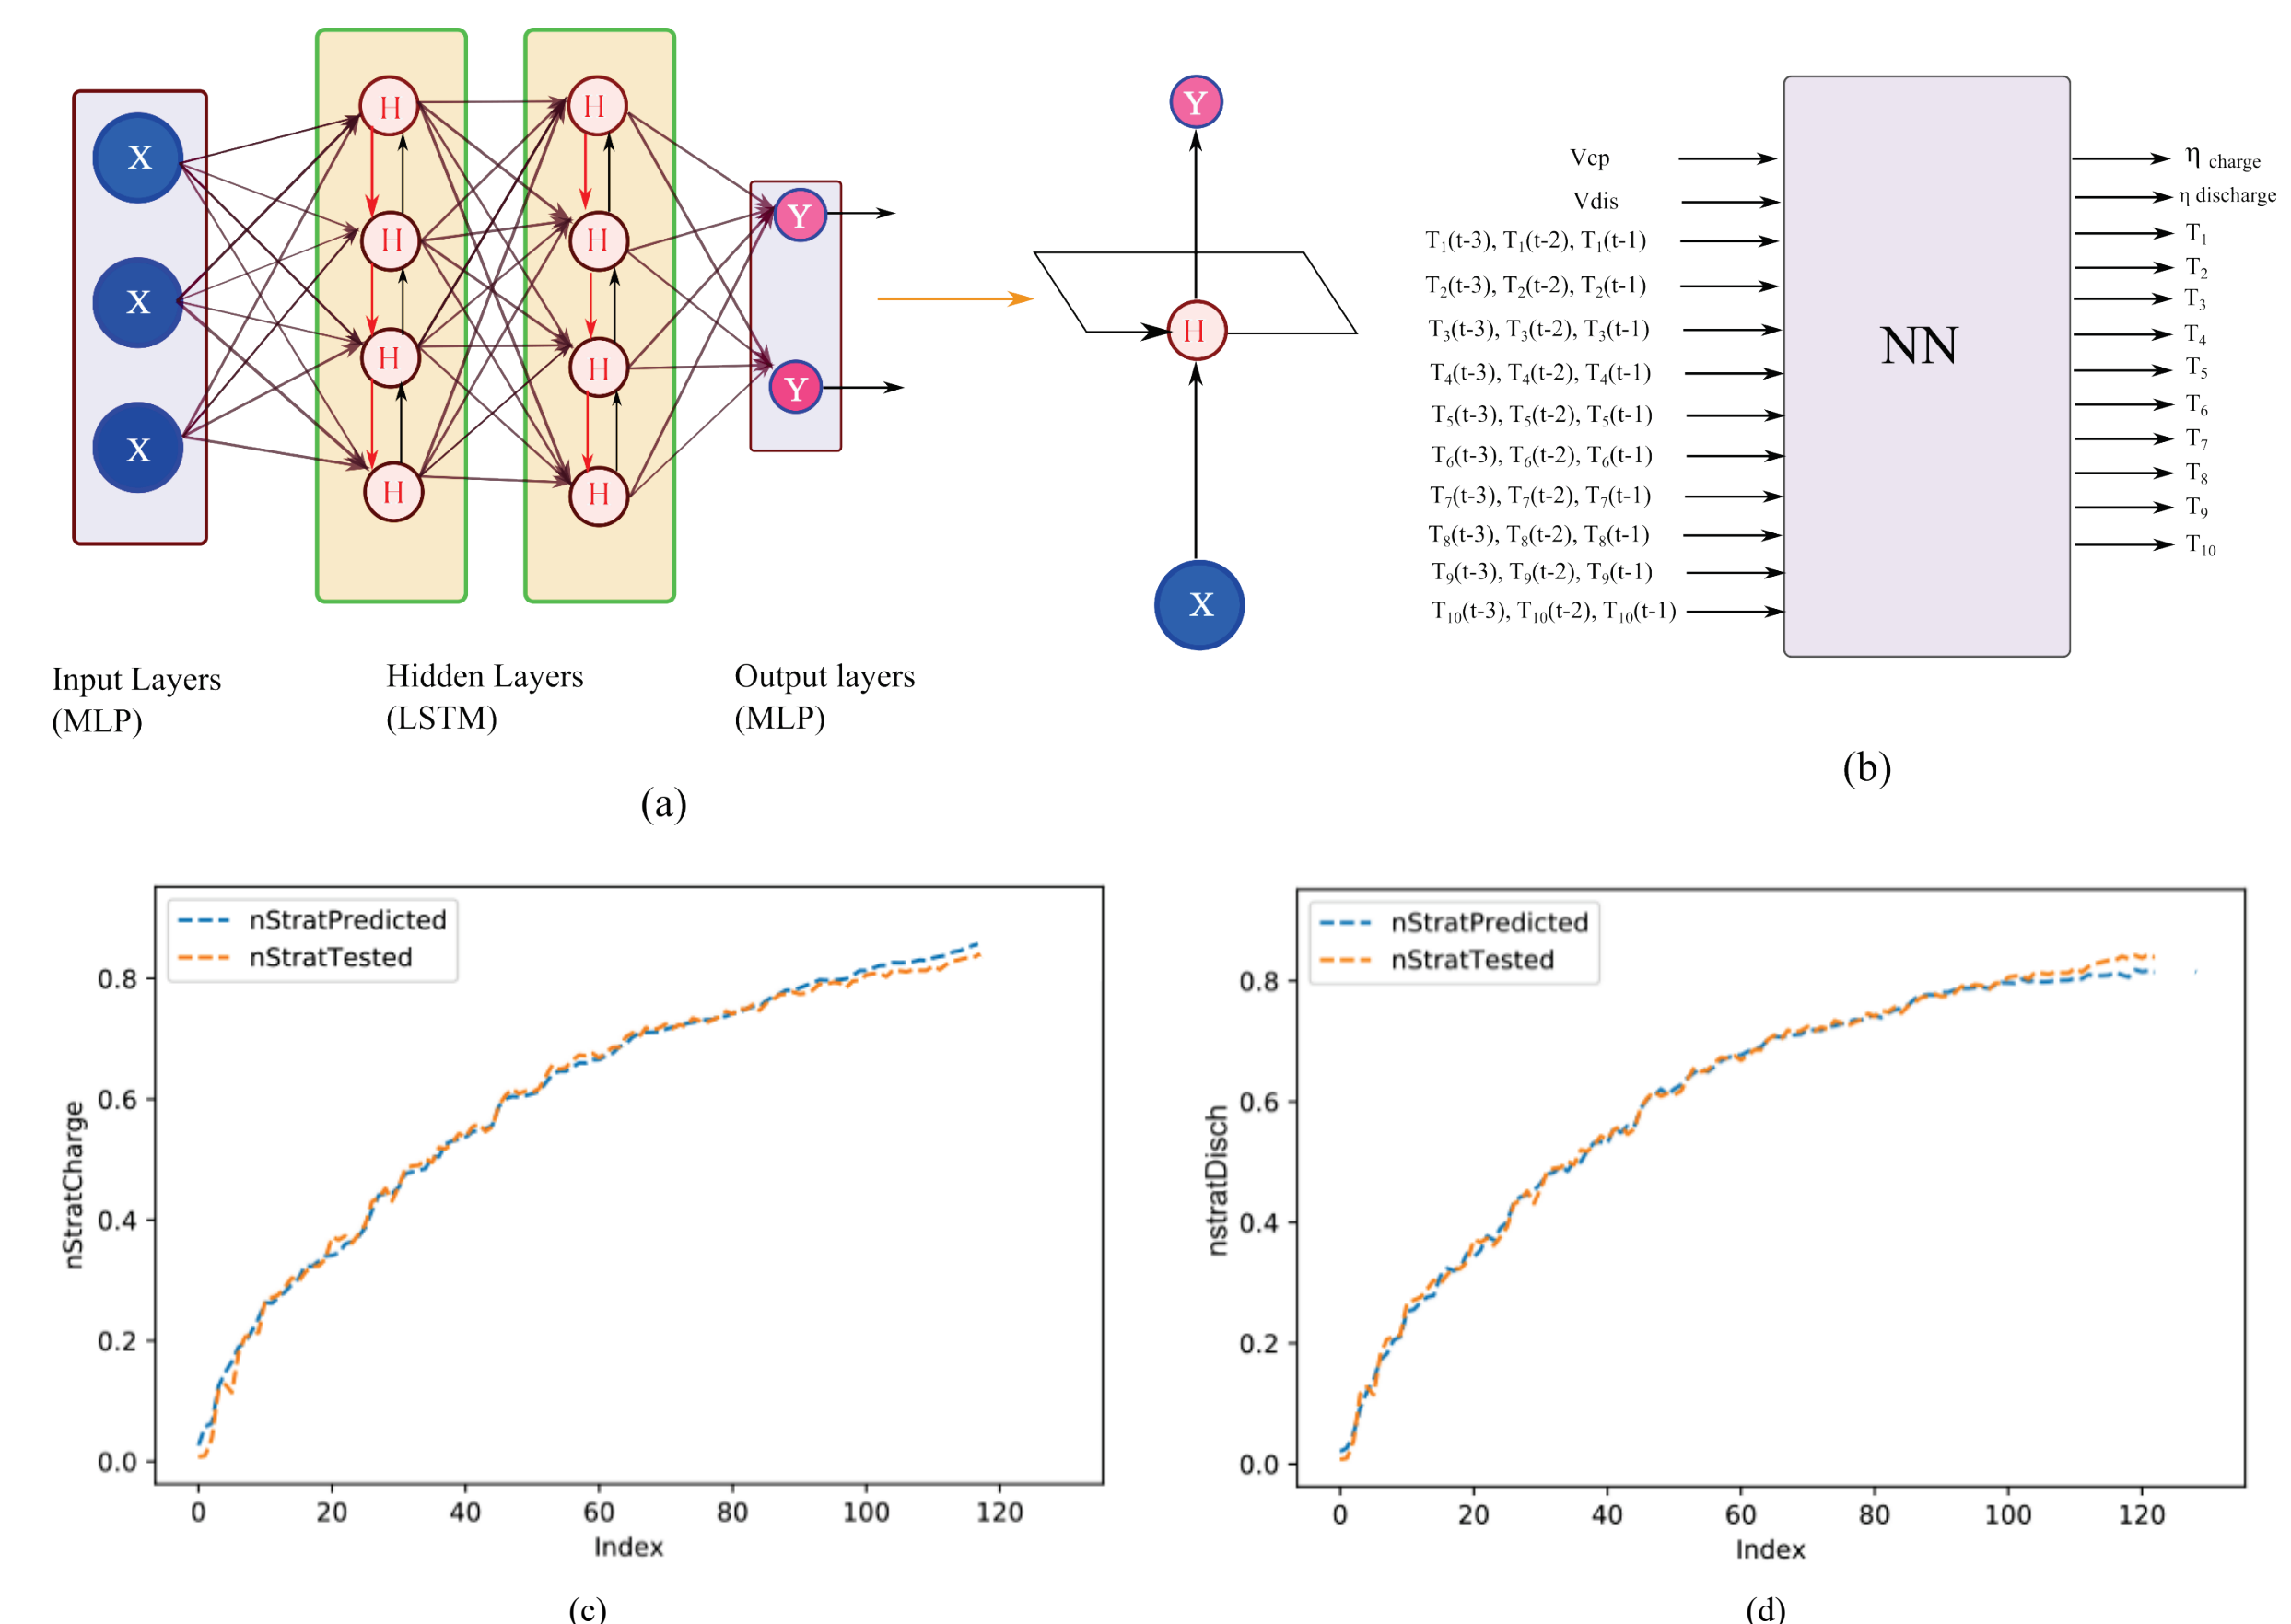 X
X
X
H
H
H
H
H
H
H
H
Y
Y
Input Layers
(MLP)
Hidden Layers
(LSTM)
Output layers
(MLP)
Y
H
X
(a)
Vcp
Vdis
T₁(t-3), T₁(t-2), T₁(t-1)
T₂(t-3), T₂(t-2), T₂(t-1)
T₃(t-3), T₃(t-2), T₃(t-1)
T₄(t-3), T₄(t-2), T₄(t-1)
T₅(t-3), T₅(t-2), T₅(t-1)
T₆(t-3), T₆(t-2), T₆(t-1)
T₇(t-3), T₇(t-2), T₇(t-1)
T₈(t-3), T₈(t-2), T₈(t-1)
T₉(t-3), T₉(t-2), T₉(t-1)
T₁₀(t-3), T₁₀(t-2), T₁₀(t-1)
NN
η charge
η discharge
T₁
T₂
T₃
T₄
T₅
T₆
T₇
T₈
T₉
T₁₀
(b)
nStratPredicted
nStratTested
nStratCharge
0.8
0.6
0.4
0.2
0.0
0 20 40 60 80 100 120
Index
(c)
nStratPredicted
nStratTested
nstratDisch
0.8
0.6
0.4
0.2
0.0
0 20 40 60 80 100 120
Index
(d)